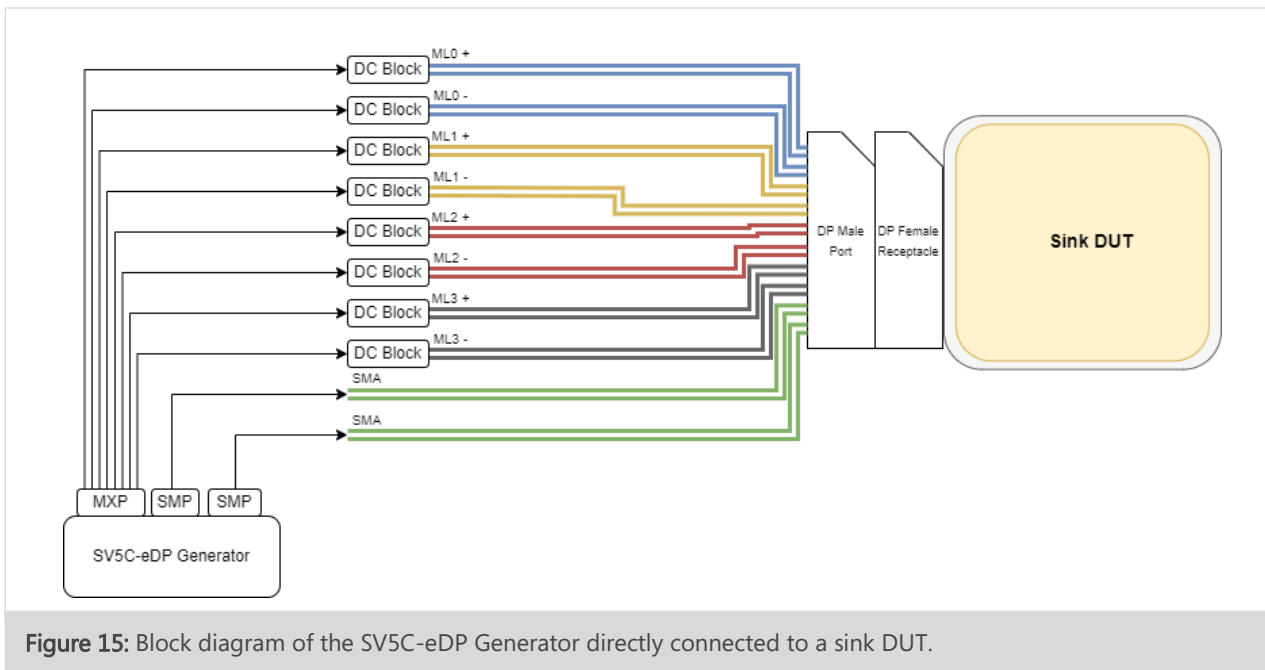 ML0 +
DC Block
ML0 -
DC Block
ML1 +
DC Block
ML1 -
DC Block
ML2 +
DC Block
ML2 -
DC Block
ML3 +
DC Block
ML3 -
DC Block
SMA
SMA
DP Male
Port
DP Female
Receptacle
Sink DUT
MXP
SMP
SMP
SV5C-eDP Generator
Figure 15: Block diagram of the SV5C-eDP Generator directly connected to a sink DUT.